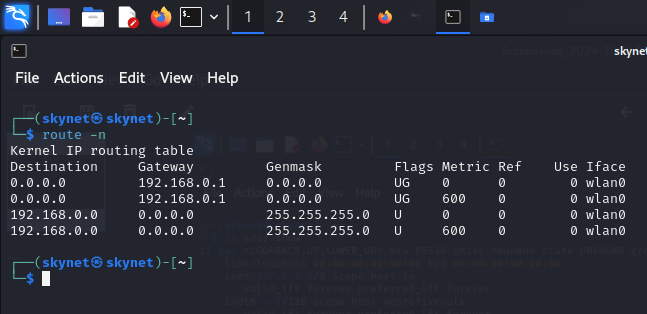 1 2 3 4
skynet
File Actions Edit View Help
┌──(skynet㉿skynet)-[~]
└─$ route -n
Kernel IP routing table
Destination Gateway Genmask Flags Metric Ref Use Iface
0.0.0.0 192.168.0.1 0.0.0.0 UG 0 0 0 wlan0
0.0.0.0 192.168.0.1 0.0.0.0 UG 600 0 0 wlan0
192.168.0.0 0.0.0.0 255.255.255.0 U 0 0 0 wlan0
192.168.0.0 0.0.0.0 255.255.255.0 U 600 0 0 wlan0
┌──(skynet㉿skynet)-[~]
└─$